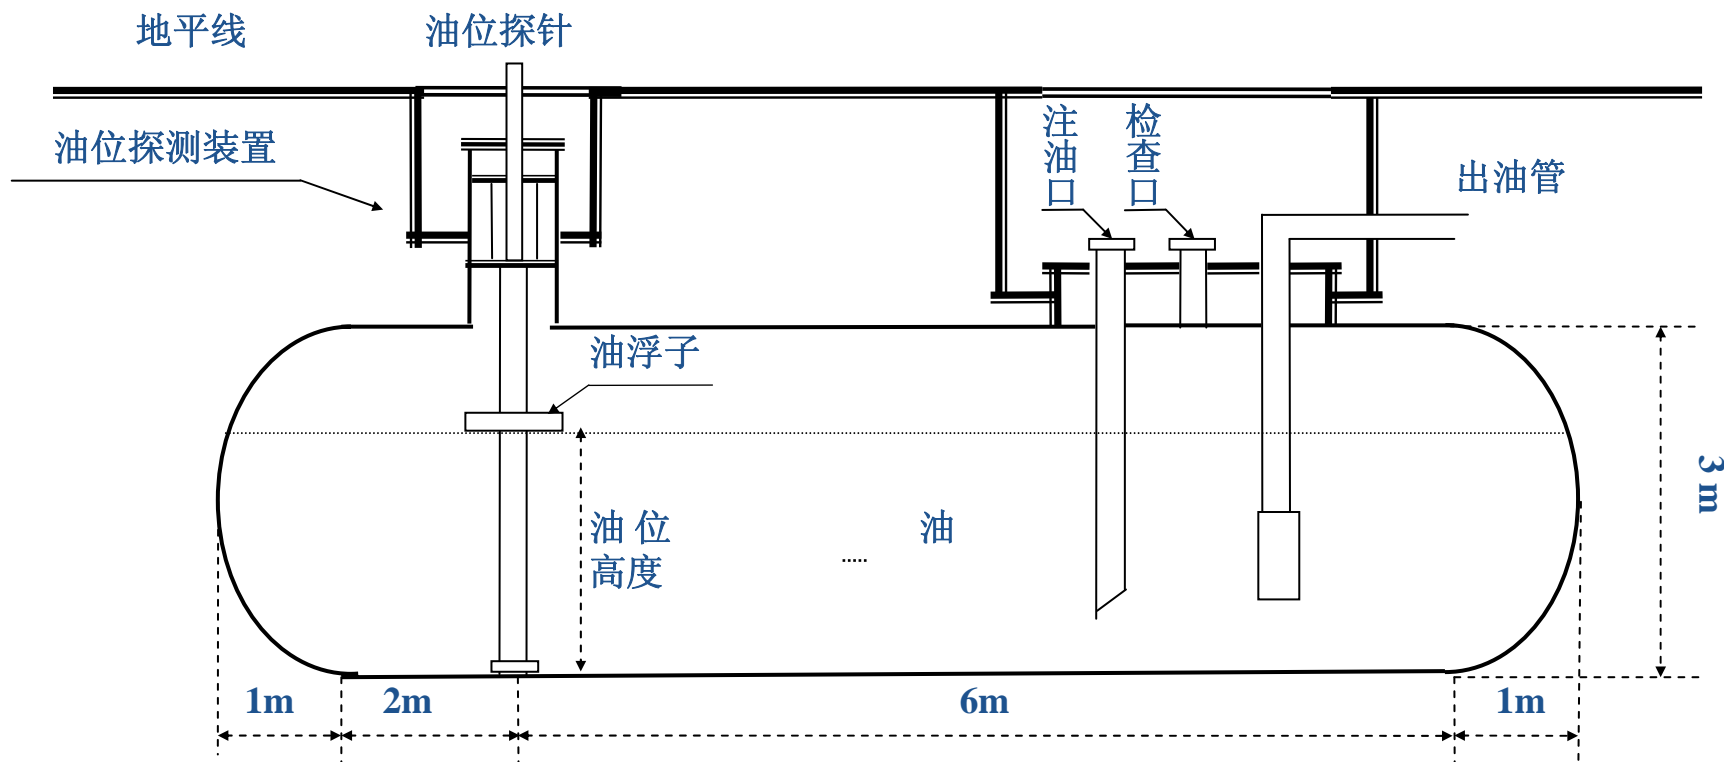 地平线
油位探针
油位探测装置
注油口
检查口
出油管
油浮子
油位
高度
油
.....
3 m
1m
2m
6m
1m